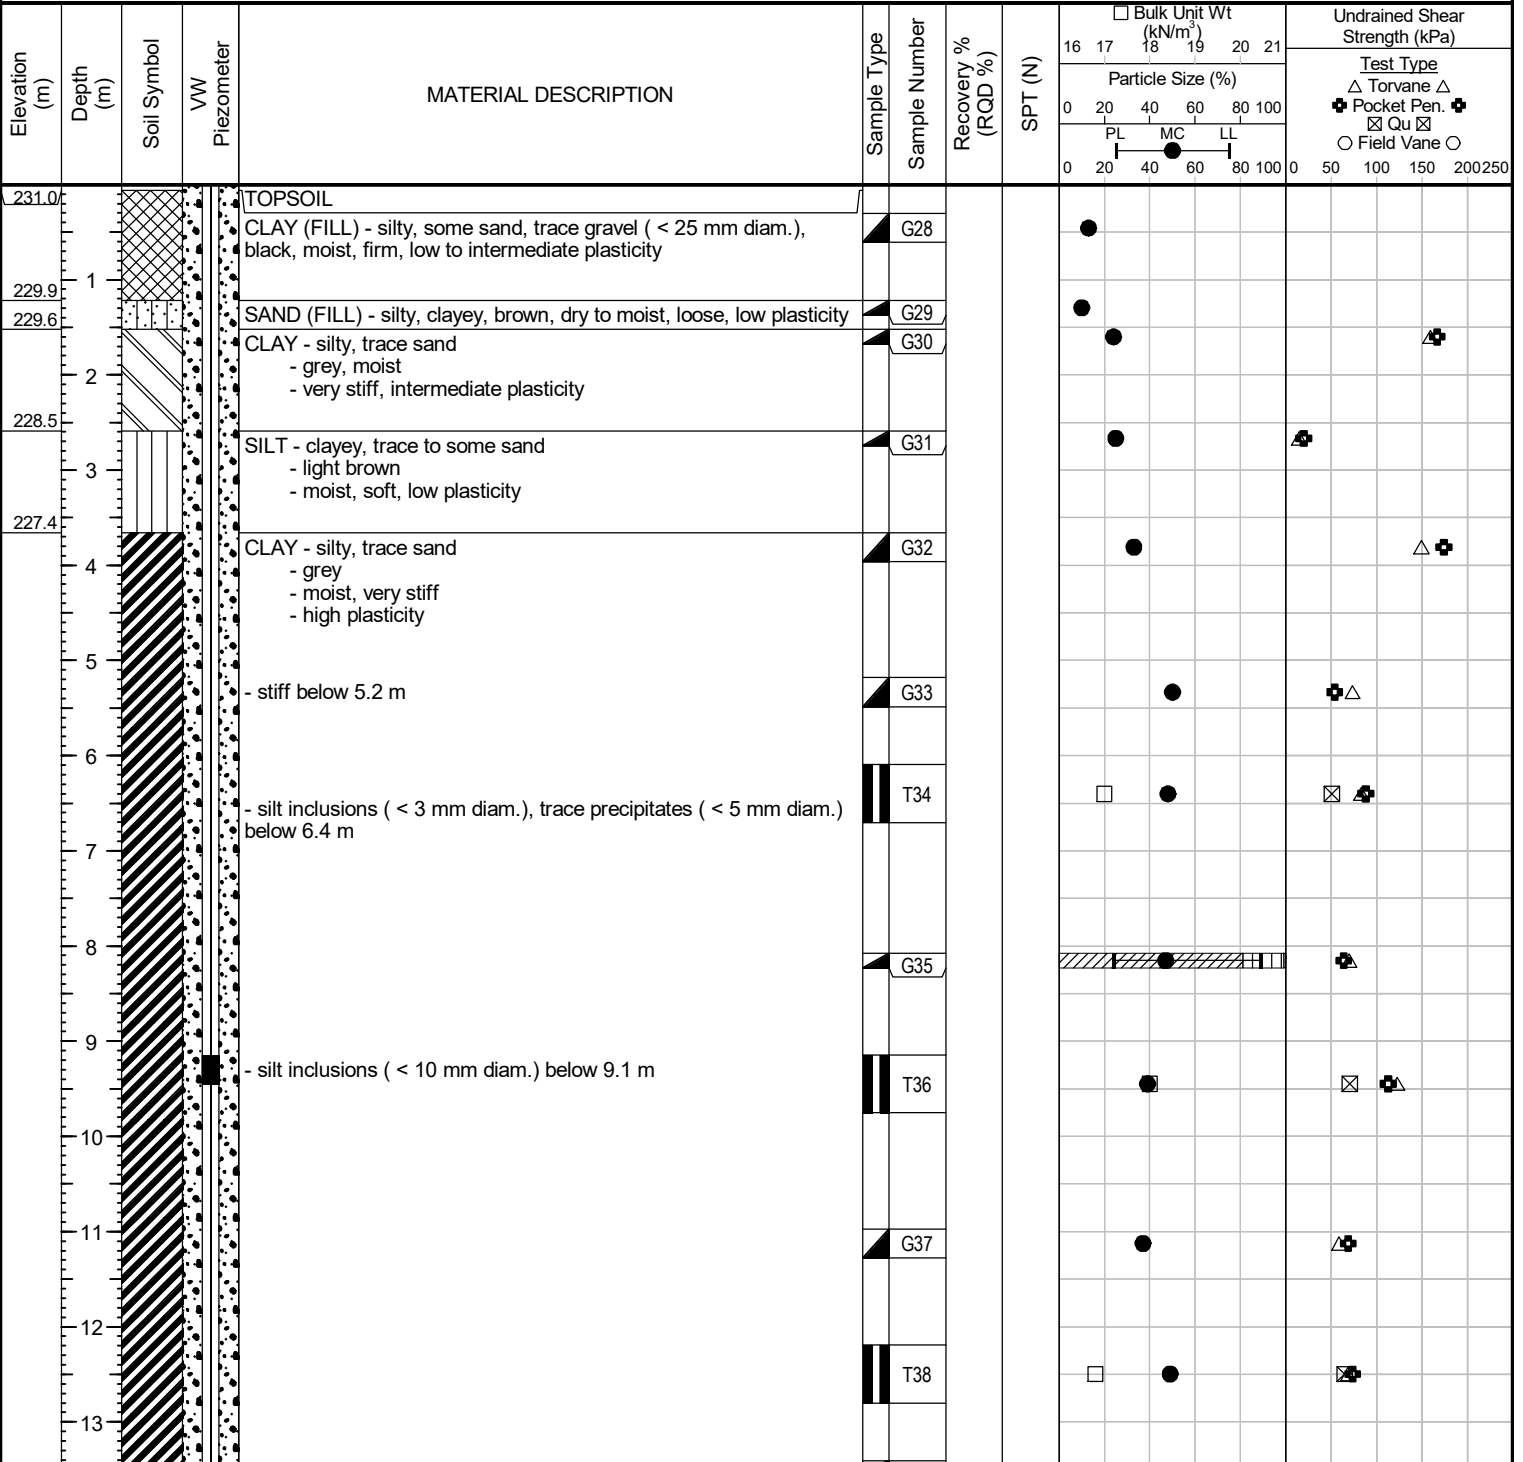 Elevation (m)
Depth (m)
Soil Symbol
VW Piezometer
MATERIAL DESCRIPTION
Sample Type
Sample Number
Recovery % (RQD %)
SPT (N)
Bulk Unit Wt
(kN/m³)
16 17 18 19 20 21
Particle Size (%)
0 20 40 60 80 100
PL MC LL
0 20 40 60 80 100
Undrained Shear
Strength (kPa)
Test Type
Torvane
Pocket Pen.
Qu
Field Vane
0 50 100 150 200 250
231.0
TOPSOIL
CLAY (FILL) - silty, some sand, trace gravel ( < 25 mm diam.),
G28
black, moist, firm, low to intermediate plasticity
1
229.9
SAND (FILL) - silty, clayey, brown, dry to moist, loose, low plasticity
G29
229.6
CLAY - silty, trace sand
G30
- grey, moist
2
- very stiff, intermediate plasticity
228.5
SILT - clayey, trace to some sand
G31
- light brown
3
- moist, soft, low plasticity
227.4
CLAY - silty, trace sand
G32
- grey
4
- moist, very stiff
- high plasticity
5
- stiff below 5.2 m
G33
6
T34
- silt inclusions ( < 3 mm diam.), trace precipitates ( < 5 mm diam.)
below 6.4 m
7
8
G35
9
- silt inclusions ( < 10 mm diam.) below 9.1 m
T36
10
11
G37
12
T38
13